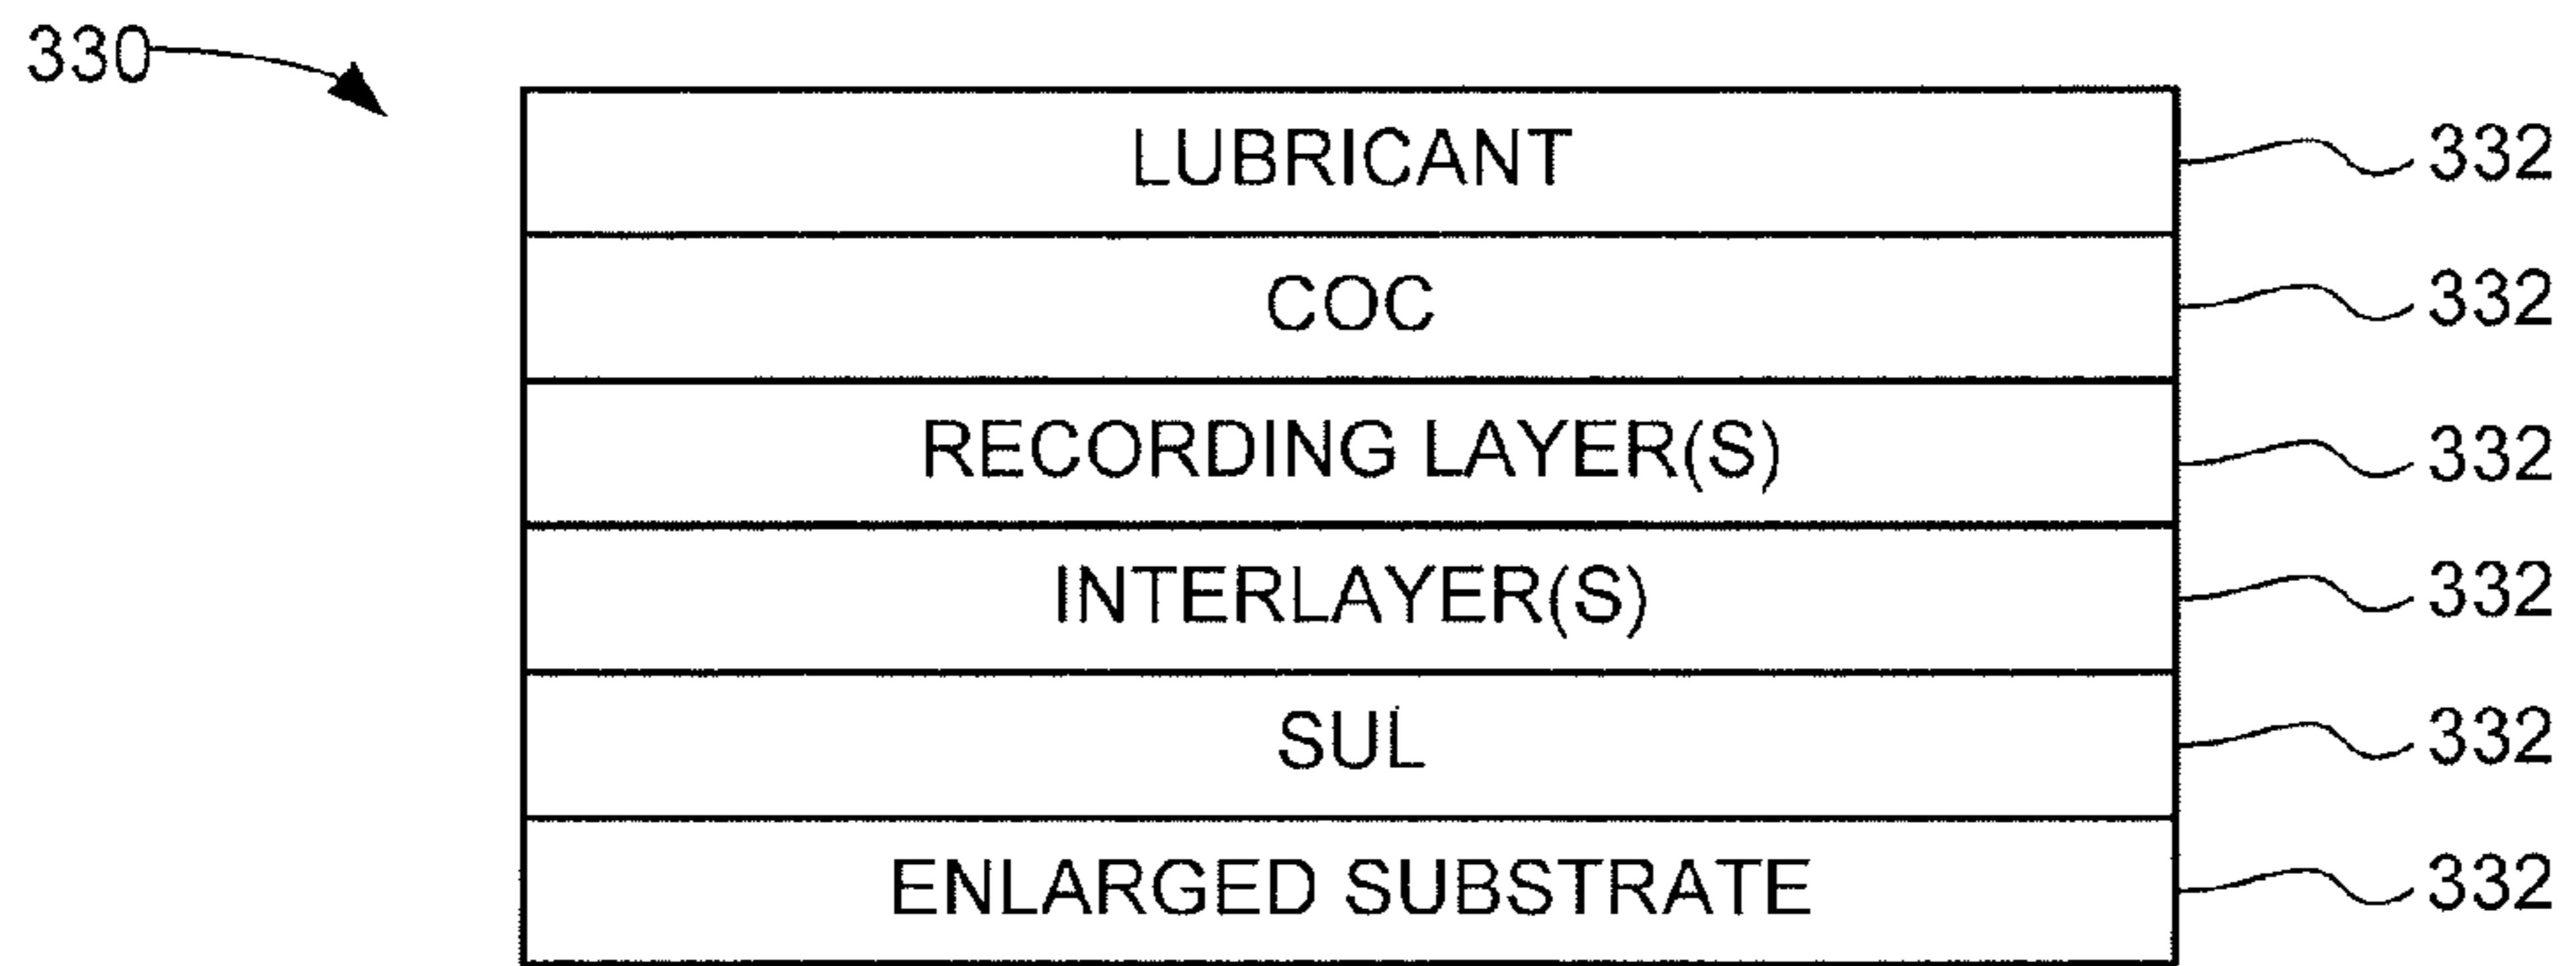 330
LUBRICANT 332
COC 332
RECORDING LAYER(S) 332
INTERLAYER(S) 332
SUL 332
ENLARGED SUBSTRATE 332